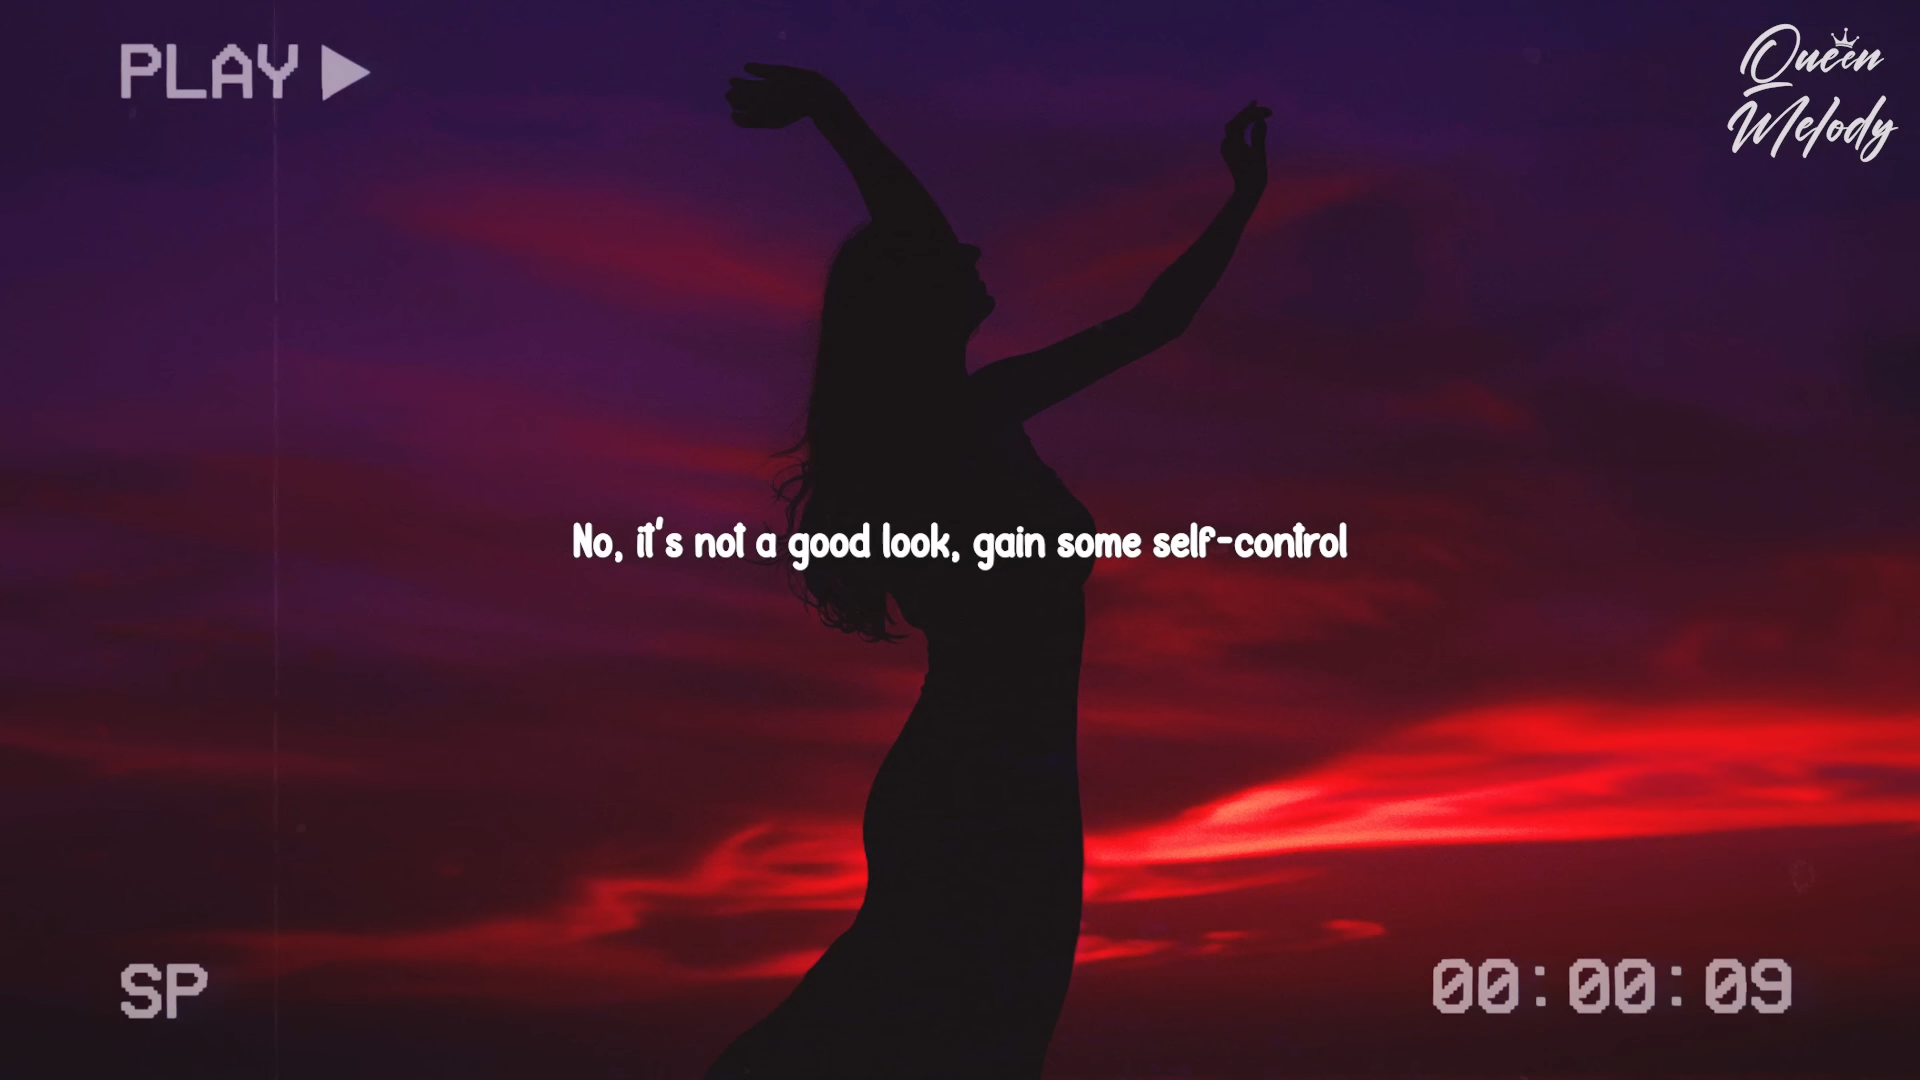 PLAY
Queen
Melody
No, it's not a good look, gain some self-control
SP
00:00:09